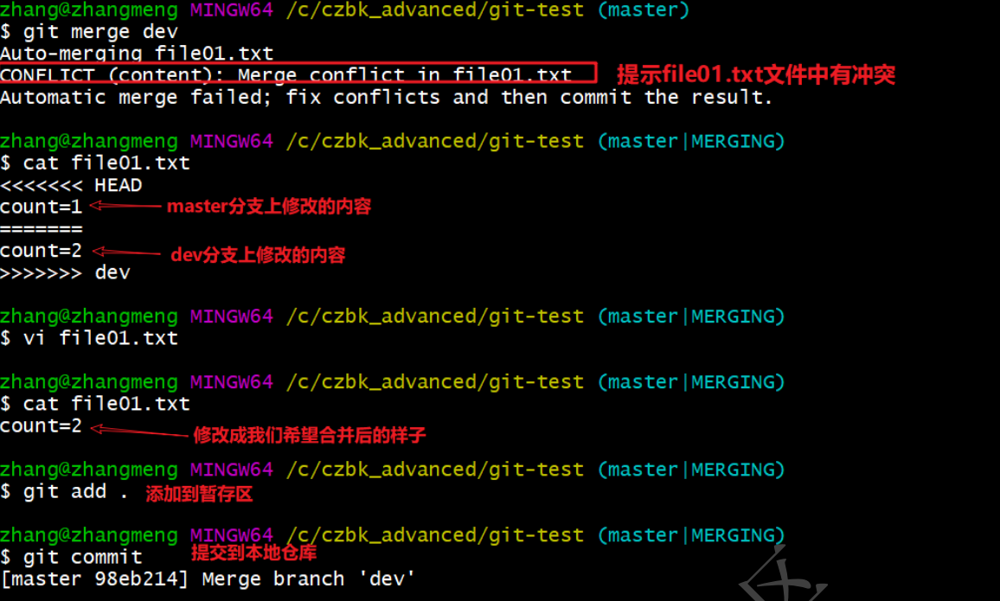 zhang@zhangmeng MINGW64 /c/czbk_advanced/git-test (master)
$ git merge dev
Auto-merging file01.txt
CONFLICT (content): Merge conflict in file01.txt 提示file01.txt文件中有冲突
Automatic merge failed; fix conflicts and then commit the result.
zhang@zhangmeng MINGW64 /c/czbk_advanced/git-test (master|MERGING)
$ cat file01.txt
<<<<<<< HEAD
count=1 master分支上修改的内容
=======
count=2 dev分支上修改的内容
>>>>>>> dev
zhang@zhangmeng MINGW64 /c/czbk_advanced/git-test (master|MERGING)
$ vi file01.txt
zhang@zhangmeng MINGW64 /c/czbk_advanced/git-test (master|MERGING)
$ cat file01.txt
count=2 修改成我们希望合并后的样子
zhang@zhangmeng MINGW64 /c/czbk_advanced/git-test (master|MERGING)
$ git add . 添加到暂存区
zhang@zhangmeng MINGW64 /c/czbk_advanced/git-test (master|MERGING)
$ git commit 提交到本地仓库
[master 98eb214] Merge branch 'dev'